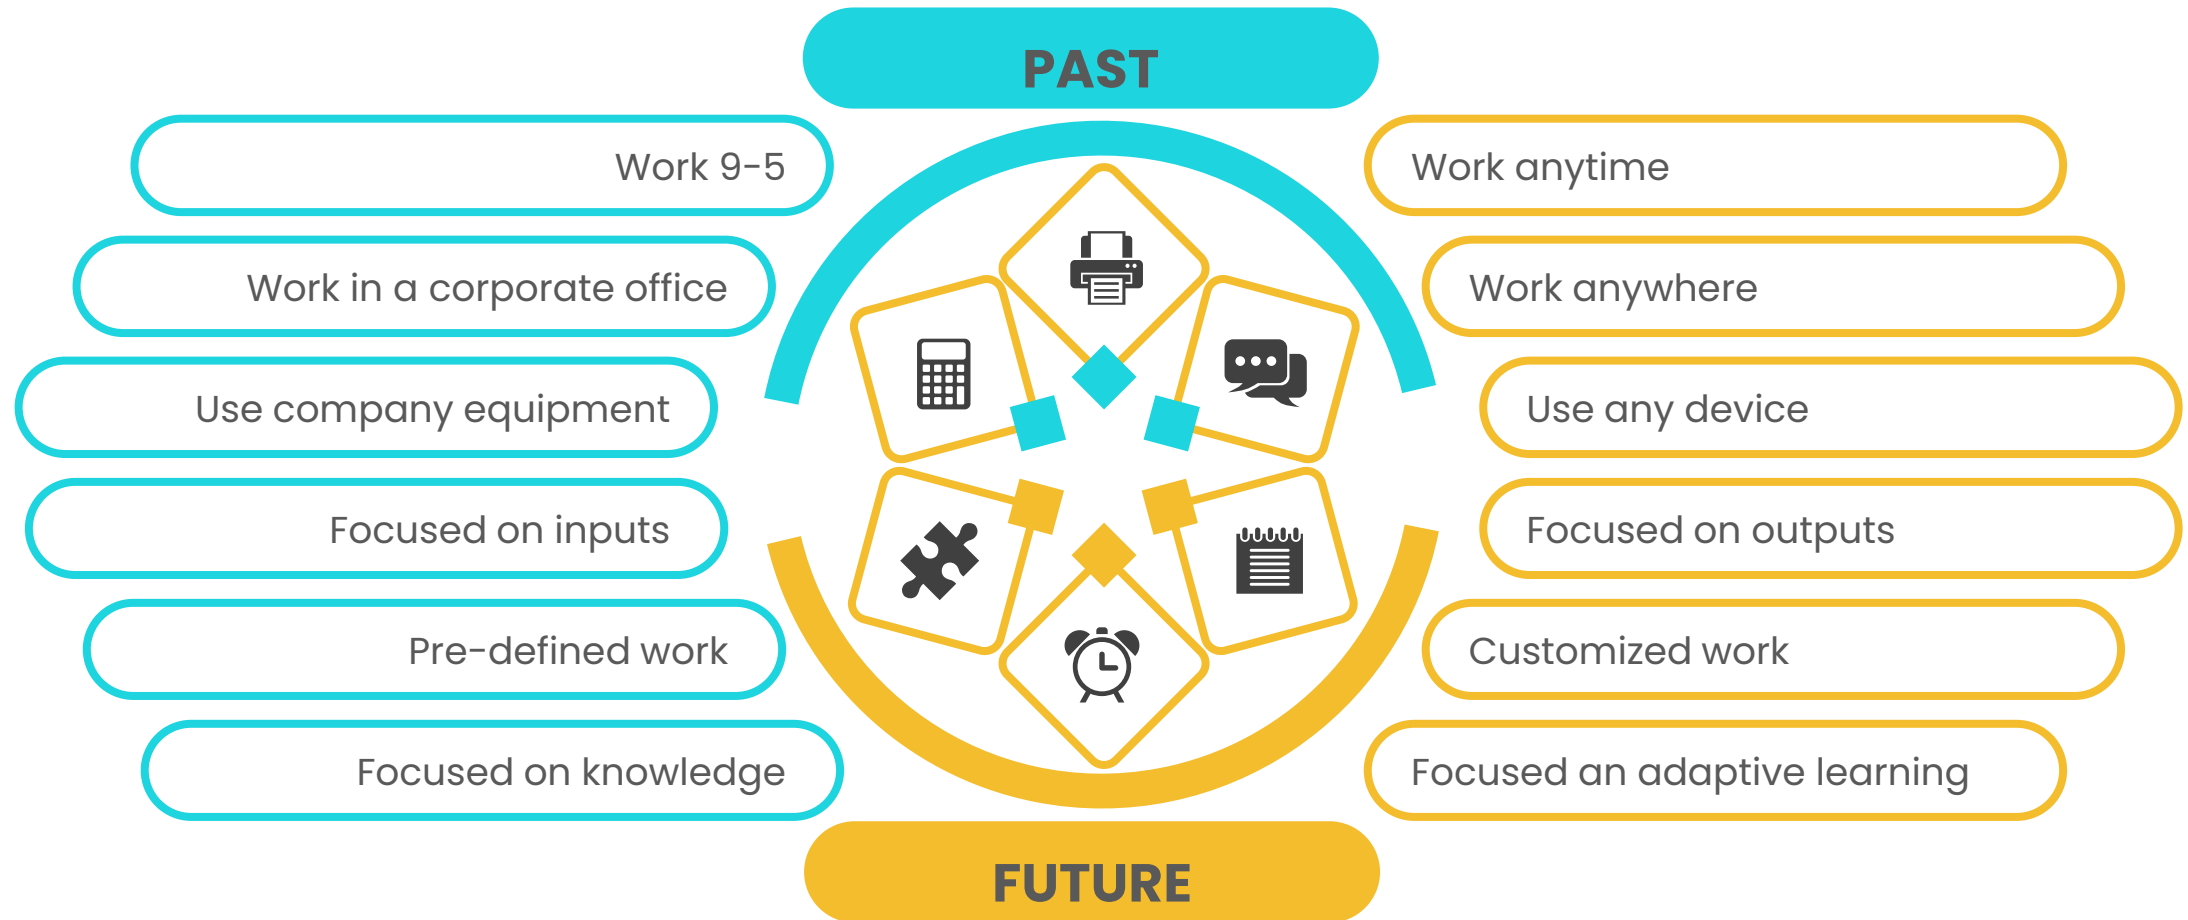 PAST
Work 9-5
Work in a corporate office
Use company equipment
Focused on inputs
Pre-defined work
Focused on knowledge
Work anytime
Work anywhere
Use any device
Focused on outputs
Customized work
Focused an adaptive learning
FUTURE